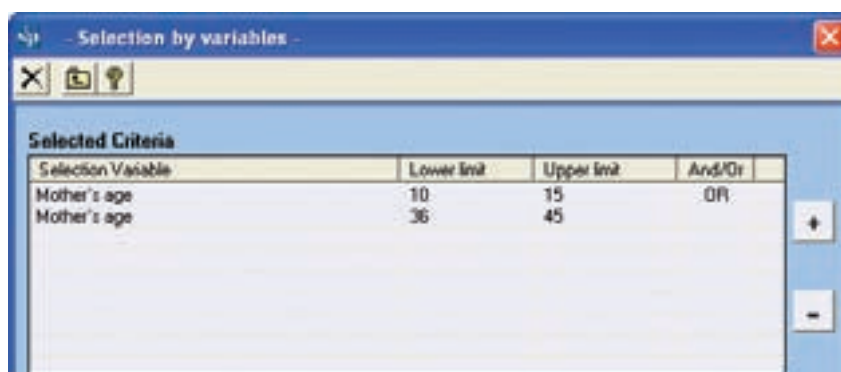 - Selection by variables -
Selected Criteria
Selection Variable Lower limit Upper limit And/Or
Mother's age 10 15 OR
Mother's age 36 45
+
-